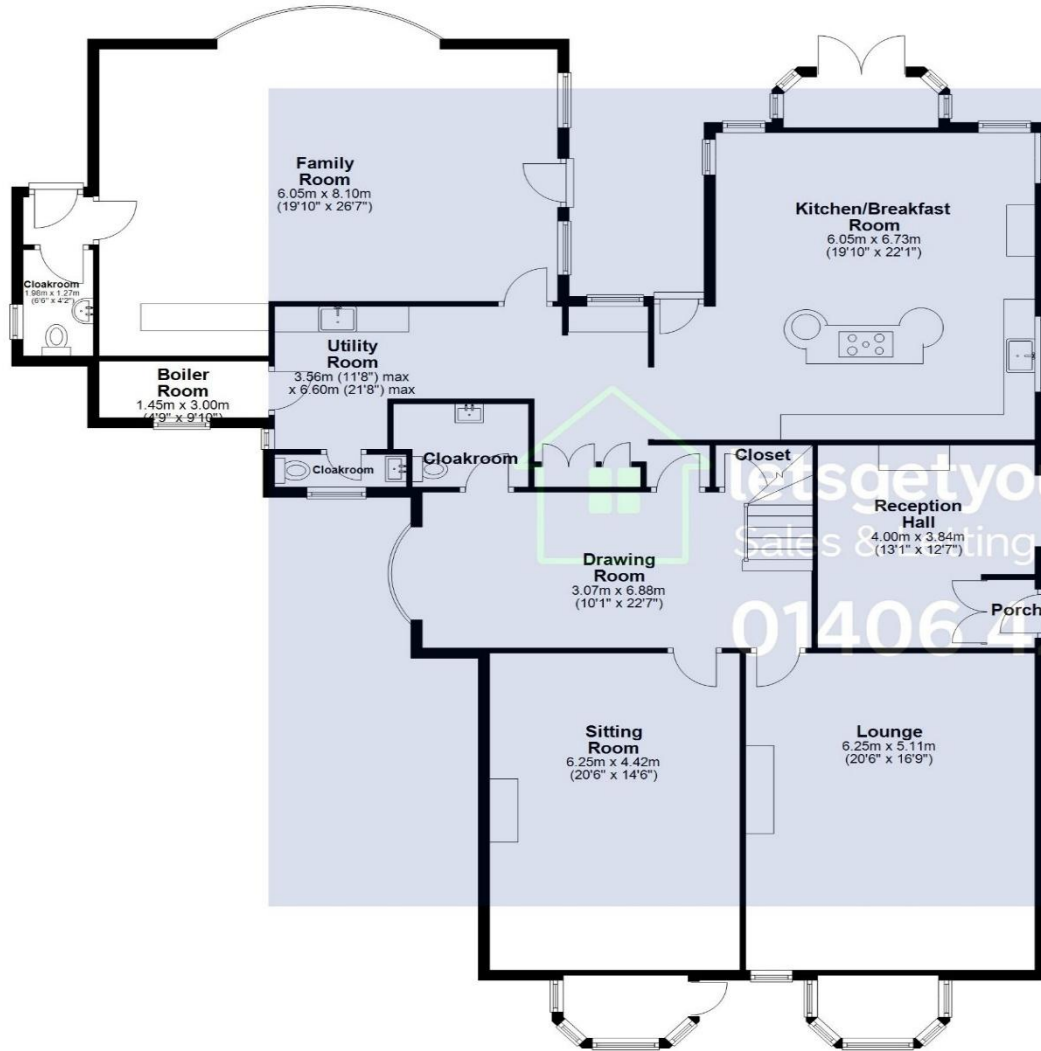 Family
Room
6.05m x 8.10m
(19'10" x 26'7")
Kitchen/Breakfast
Room
6.05m x 6.73m
(19'10" x 22'1")
Cloakroom
1.98m x 1.27m
(6'6" x 4'2")
Utility
Room
3.56m (11'8") max
x 6.60m (21'8") max
Boiler
Room
1.45m x 3.00m
(4'9" x 9'10")
Cloakroom
Cloakroom
Closet
letsgetyo
Sales & Letting
01406 4
Reception
Hall
4.00m x 3.84m
(13'1" x 12'7")
Porch
Drawing
Room
3.07m x 6.88m
(10'1" x 22'7")
Sitting
Room
6.25m x 4.42m
(20'6" x 14'6")
Lounge
6.25m x 5.11m
(20'6" x 16'9")